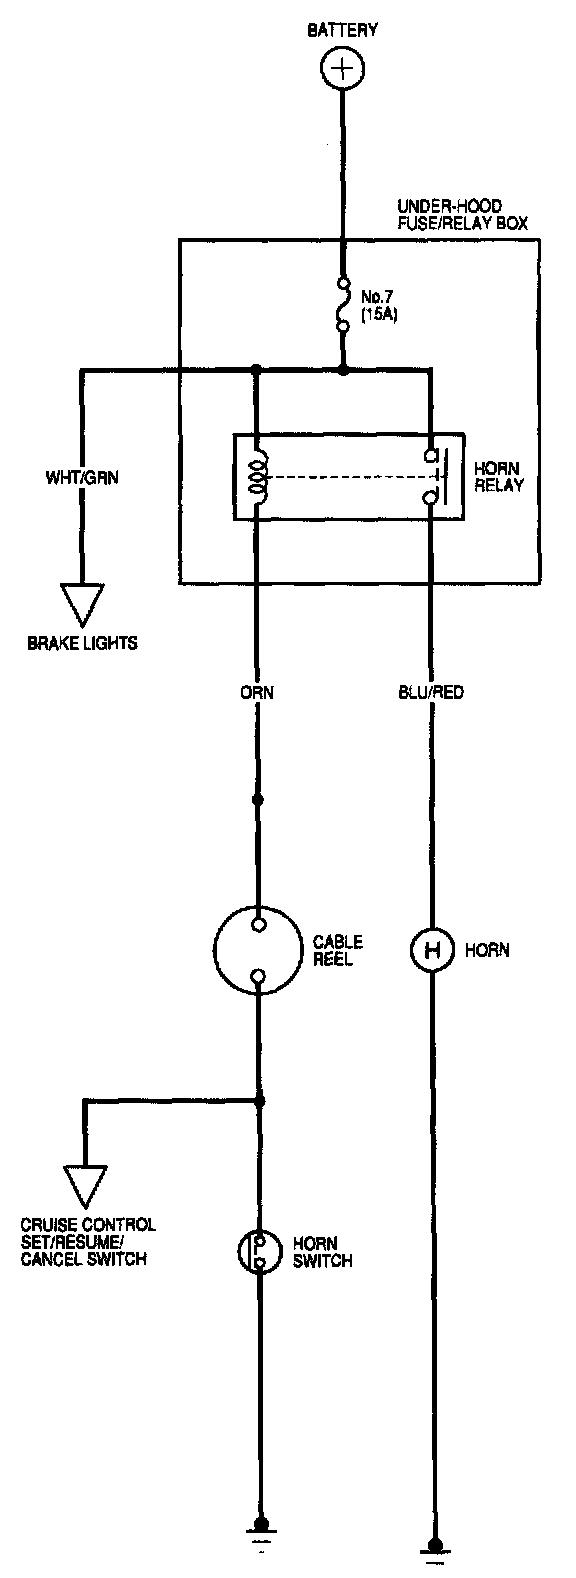 BATTERY
+
UNDER-HOOD
FUSE/RELAY BOX
No.7
(15A)
WHT/GRN
HORN
RELAY
BRAKE LIGHTS
ORN
BLU/RED
CABLE
REEL
H
HORN
CRUISE CONTROL
SET/RESUME/
CANCEL SWITCH
HORN
SWITCH